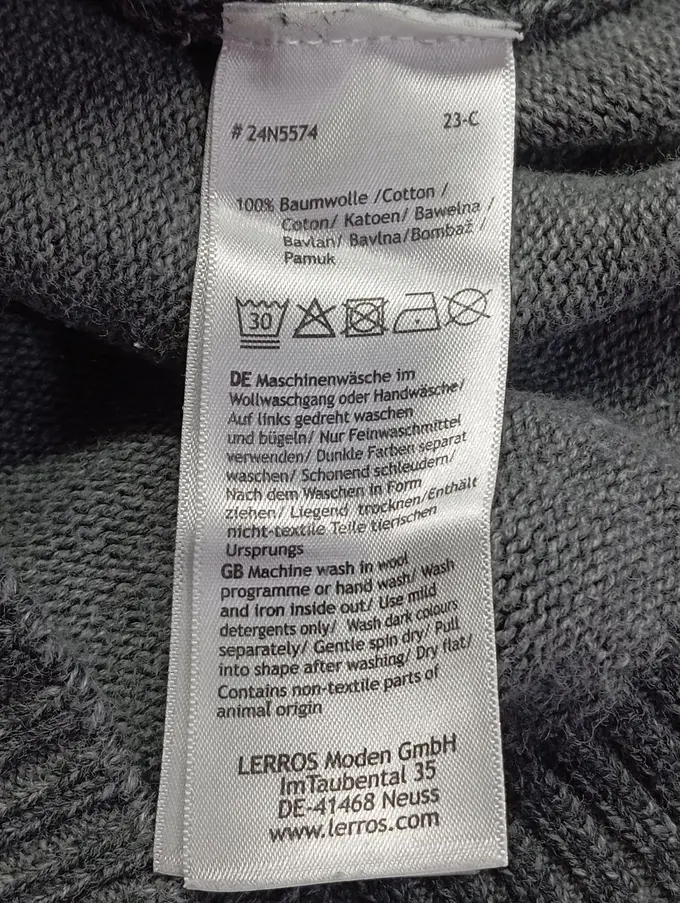 # 24N5574 23-C
100% Baumwolle /Cotton /
Coton/ Katoen/ Bawełna /
Bavlan/ Bavlna/Bombaž /
Pamuk
30
DE Maschinenwäsche im
Wollwaschgang oder Handwäsche/
Auf links gedreht waschen
und bügeln/ Nur Feinwaschmittel
verwenden/ Dunkle Farben separat
waschen/ Schonend schleudern/
Nach dem Waschen in Form
ziehen/ Liegend trocknen/Enthält
nicht-textile Teile tierischen
Ursprungs
GB Machine wash in wool
programme or hand wash/ Wash
and iron inside out/ Use mild
detergents only/ Wash dark colours
separately/ Gentle spin dry/ Pull
into shape after washing/ Dry flat/
Contains non-textile parts of
animal origin
LERROS Moden GmbH
ImTaubental 35
DE-41468 Neuss
www.lerros.com